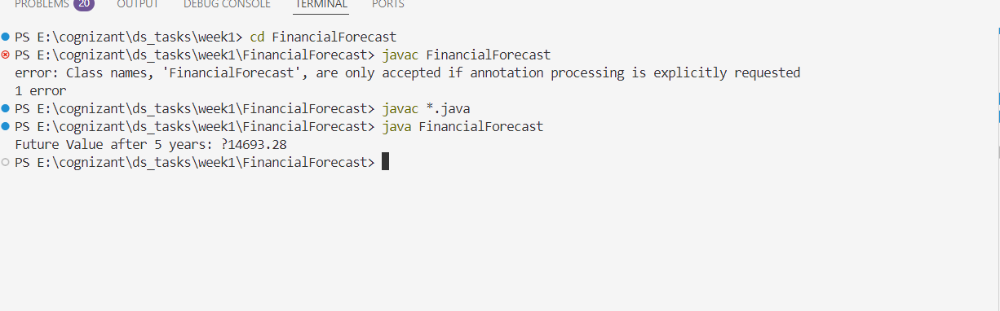 PROBLEMS 20 OUTPUT DEBUG CONSOLE TERMINAL PORTS
PS E:\cognizant\ds_tasks\week1> cd FinancialForecast
PS E:\cognizant\ds_tasks\week1\FinancialForecast> javac FinancialForecast
error: Class names, 'FinancialForecast', are only accepted if annotation processing is explicitly requested
1 error
PS E:\cognizant\ds_tasks\week1\FinancialForecast> javac *.java
PS E:\cognizant\ds_tasks\week1\FinancialForecast> java FinancialForecast
Future Value after 5 years: ?14693.28
PS E:\cognizant\ds_tasks\week1\FinancialForecast>